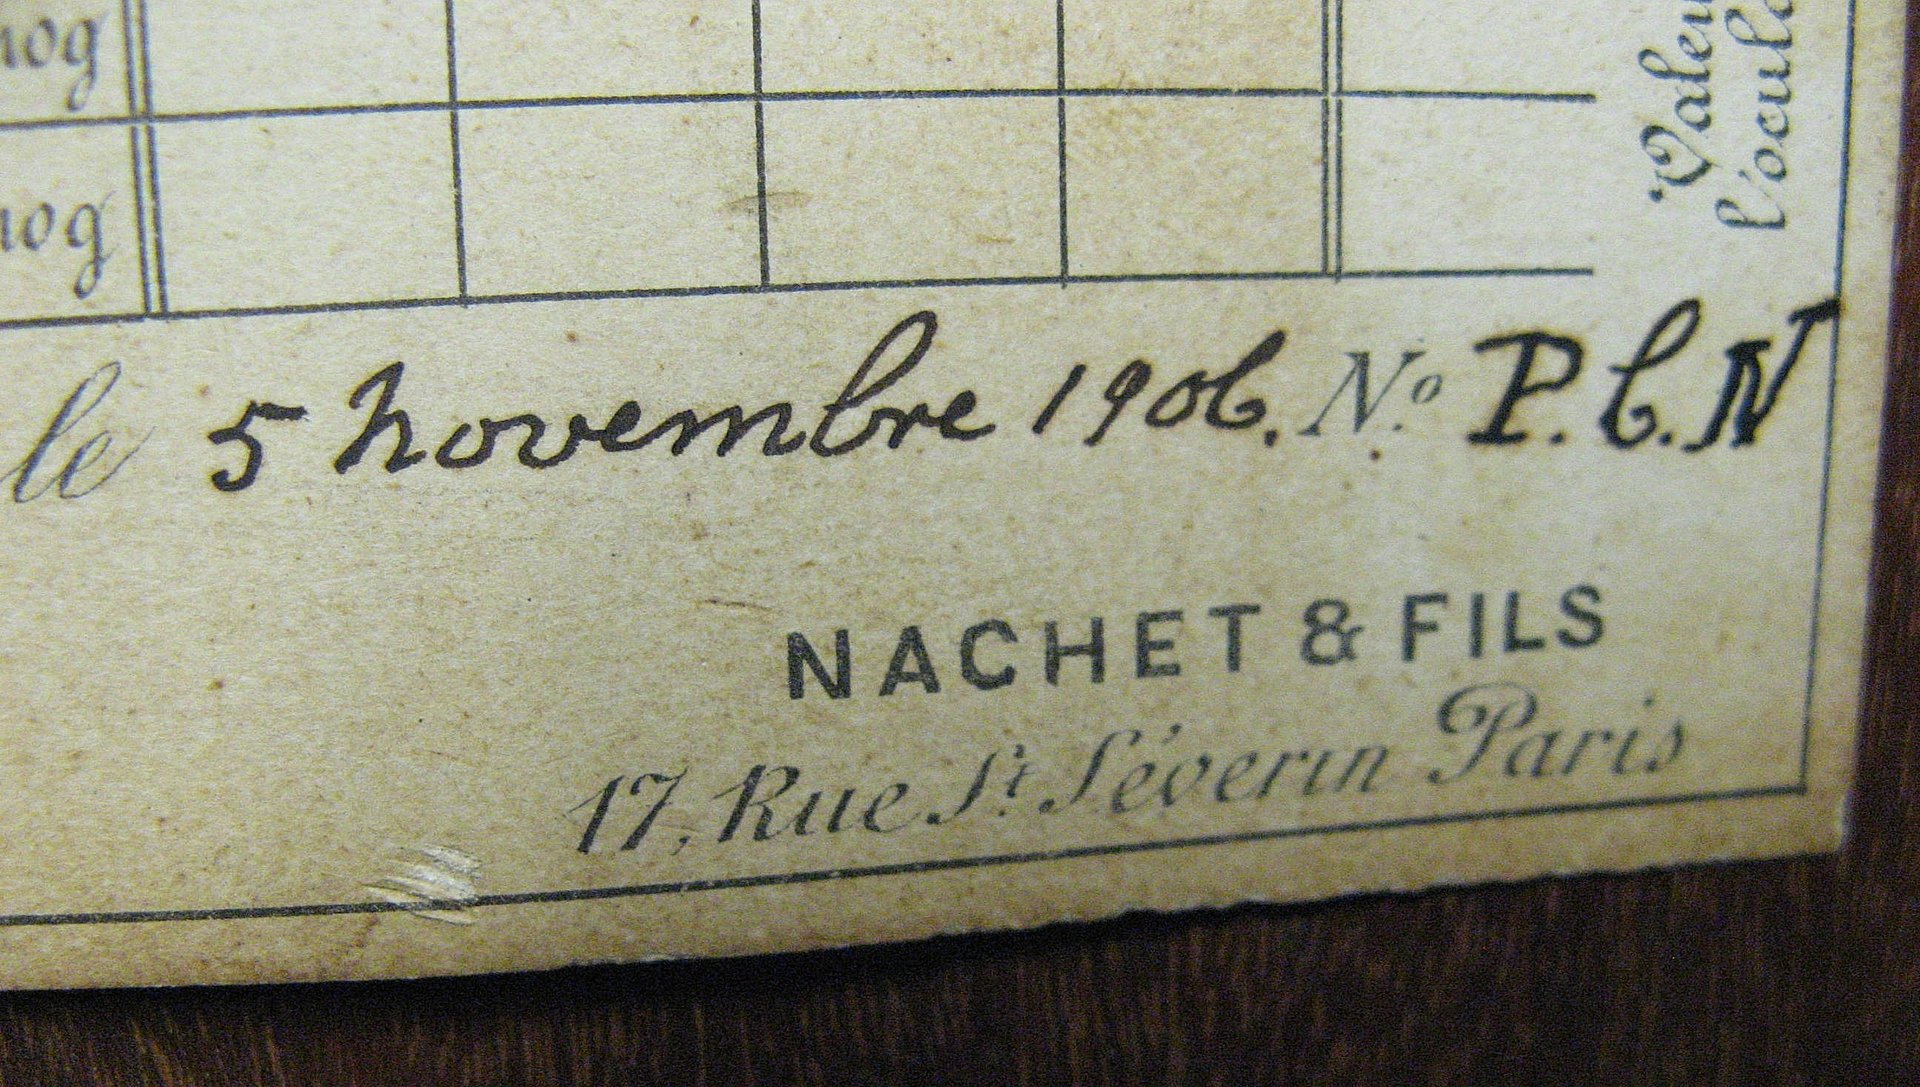 le 5 Novembre 1906. Nº P.C.N
NACHET & FILS
17, Rue St. Séverin Paris